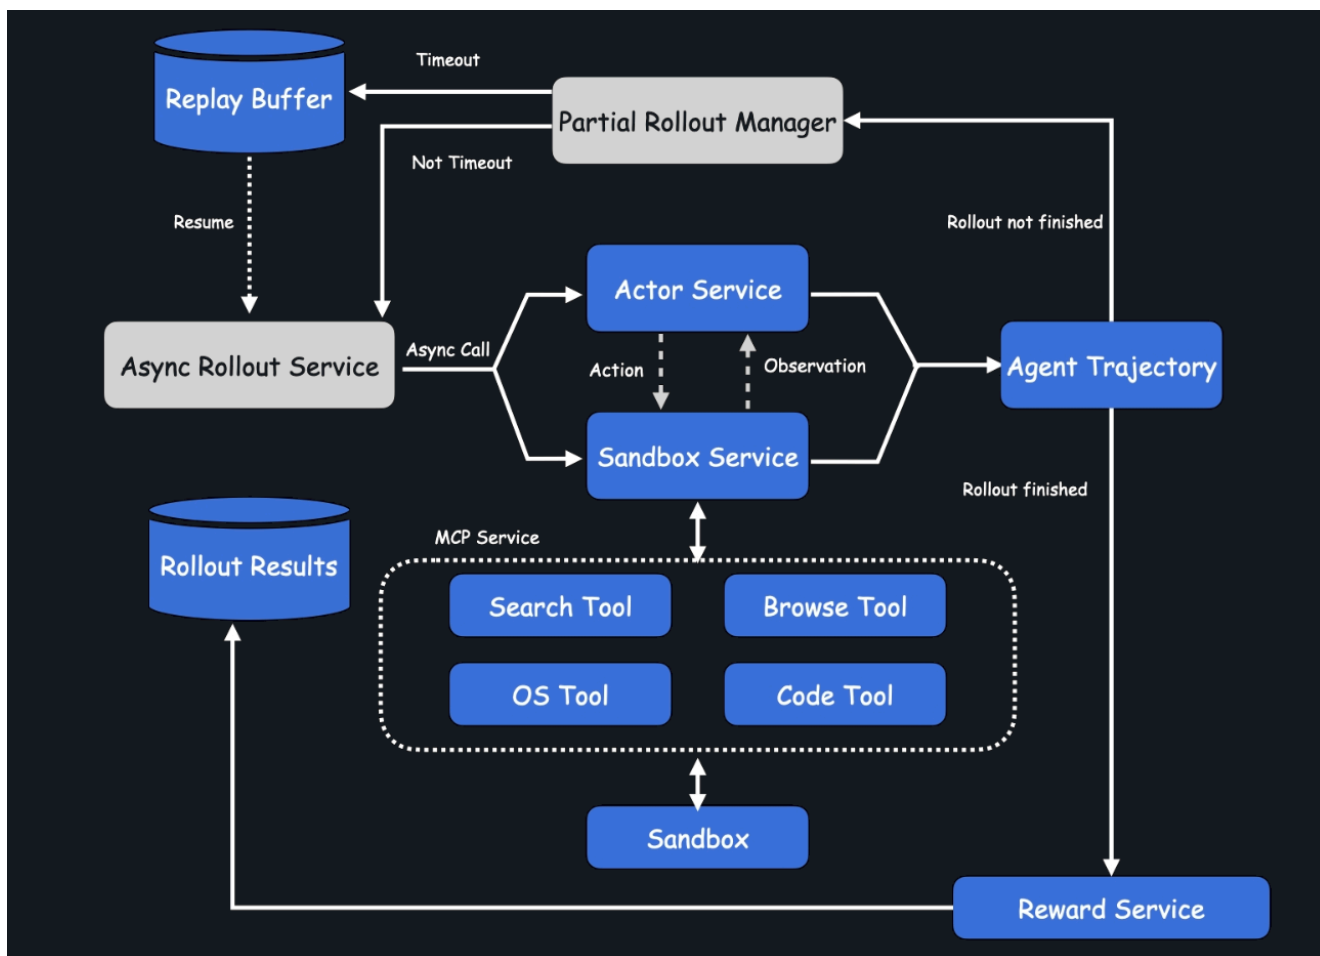 Timeout
Replay Buffer
Partial Rollout Manager
Not Timeout
Resume
Rollout not finished
Actor Service
Async Call
Async Rollout Service
Action
Observation
Agent Trajectory
Sandbox Service
Rollout finished
MCP Service
Rollout Results
Search Tool
Browse Tool
OS Tool
Code Tool
Sandbox
Reward Service